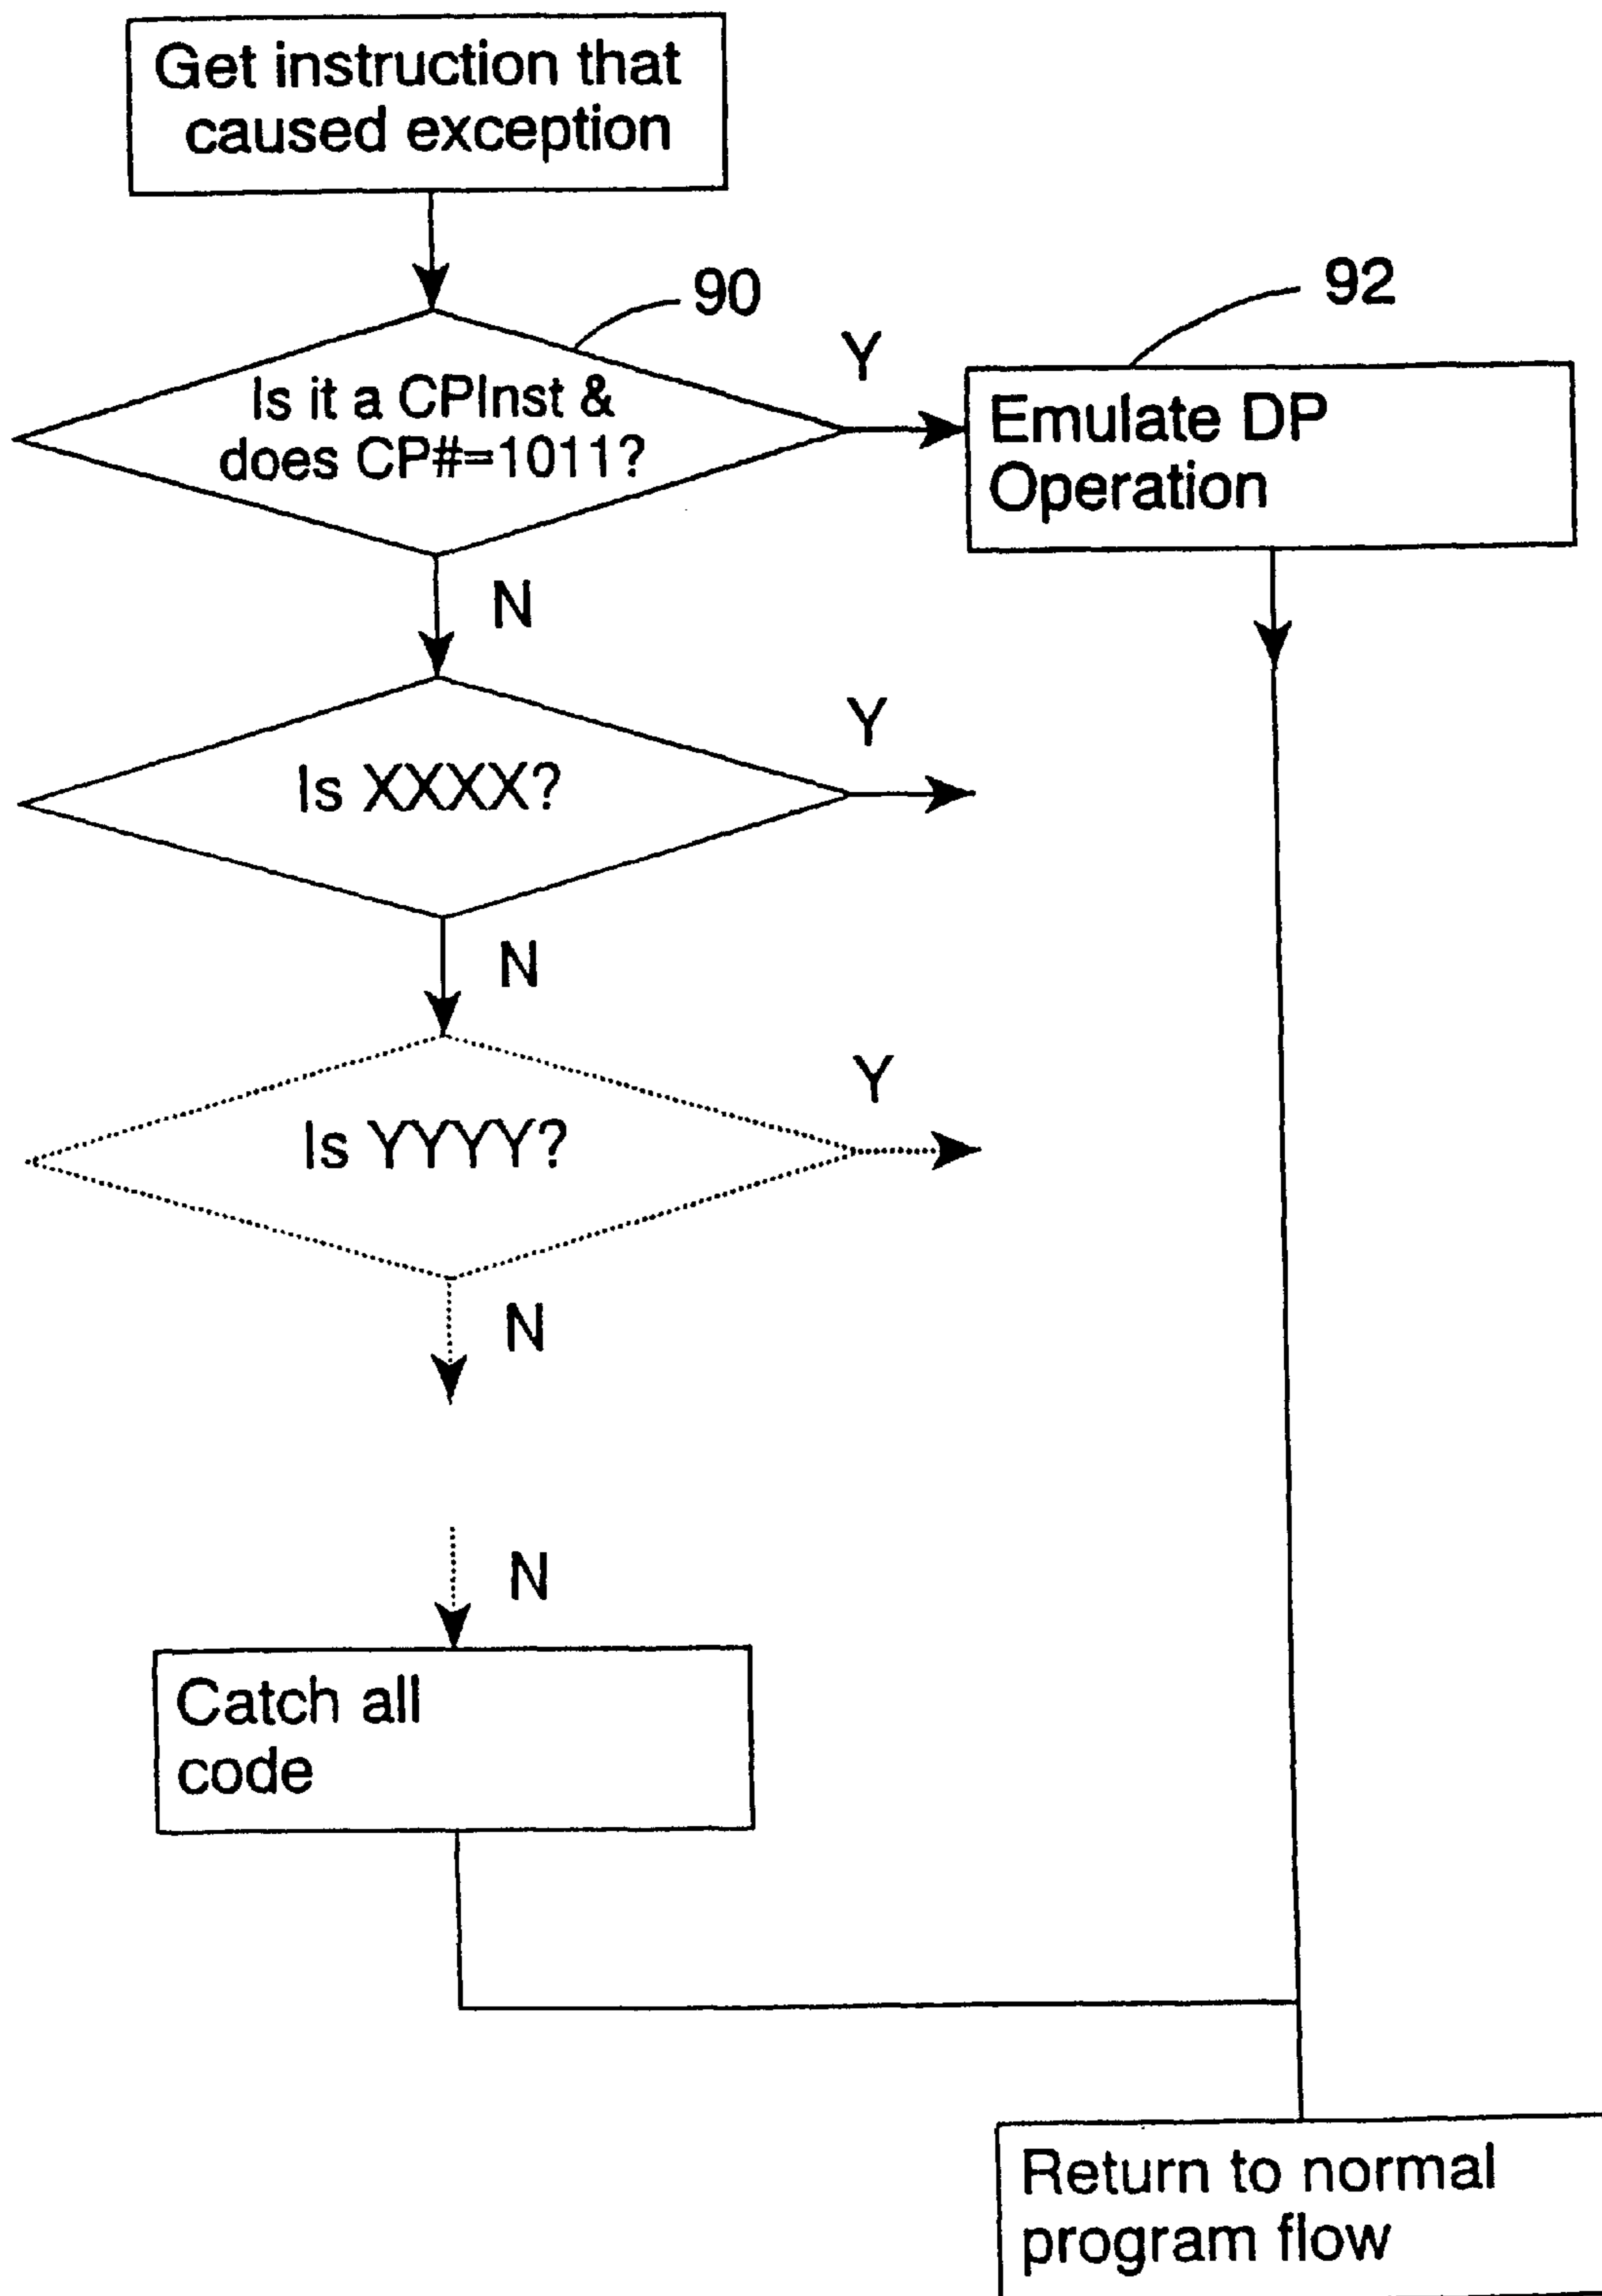 Get instruction that
caused exception
90
92
Y
Is it a CPInst &
does CP#=1011?
Emulate DP
Operation
N
Y
Is XXXX?
N
Y
Is YYYY?
N
N
Catch all
code
Return to normal
program flow